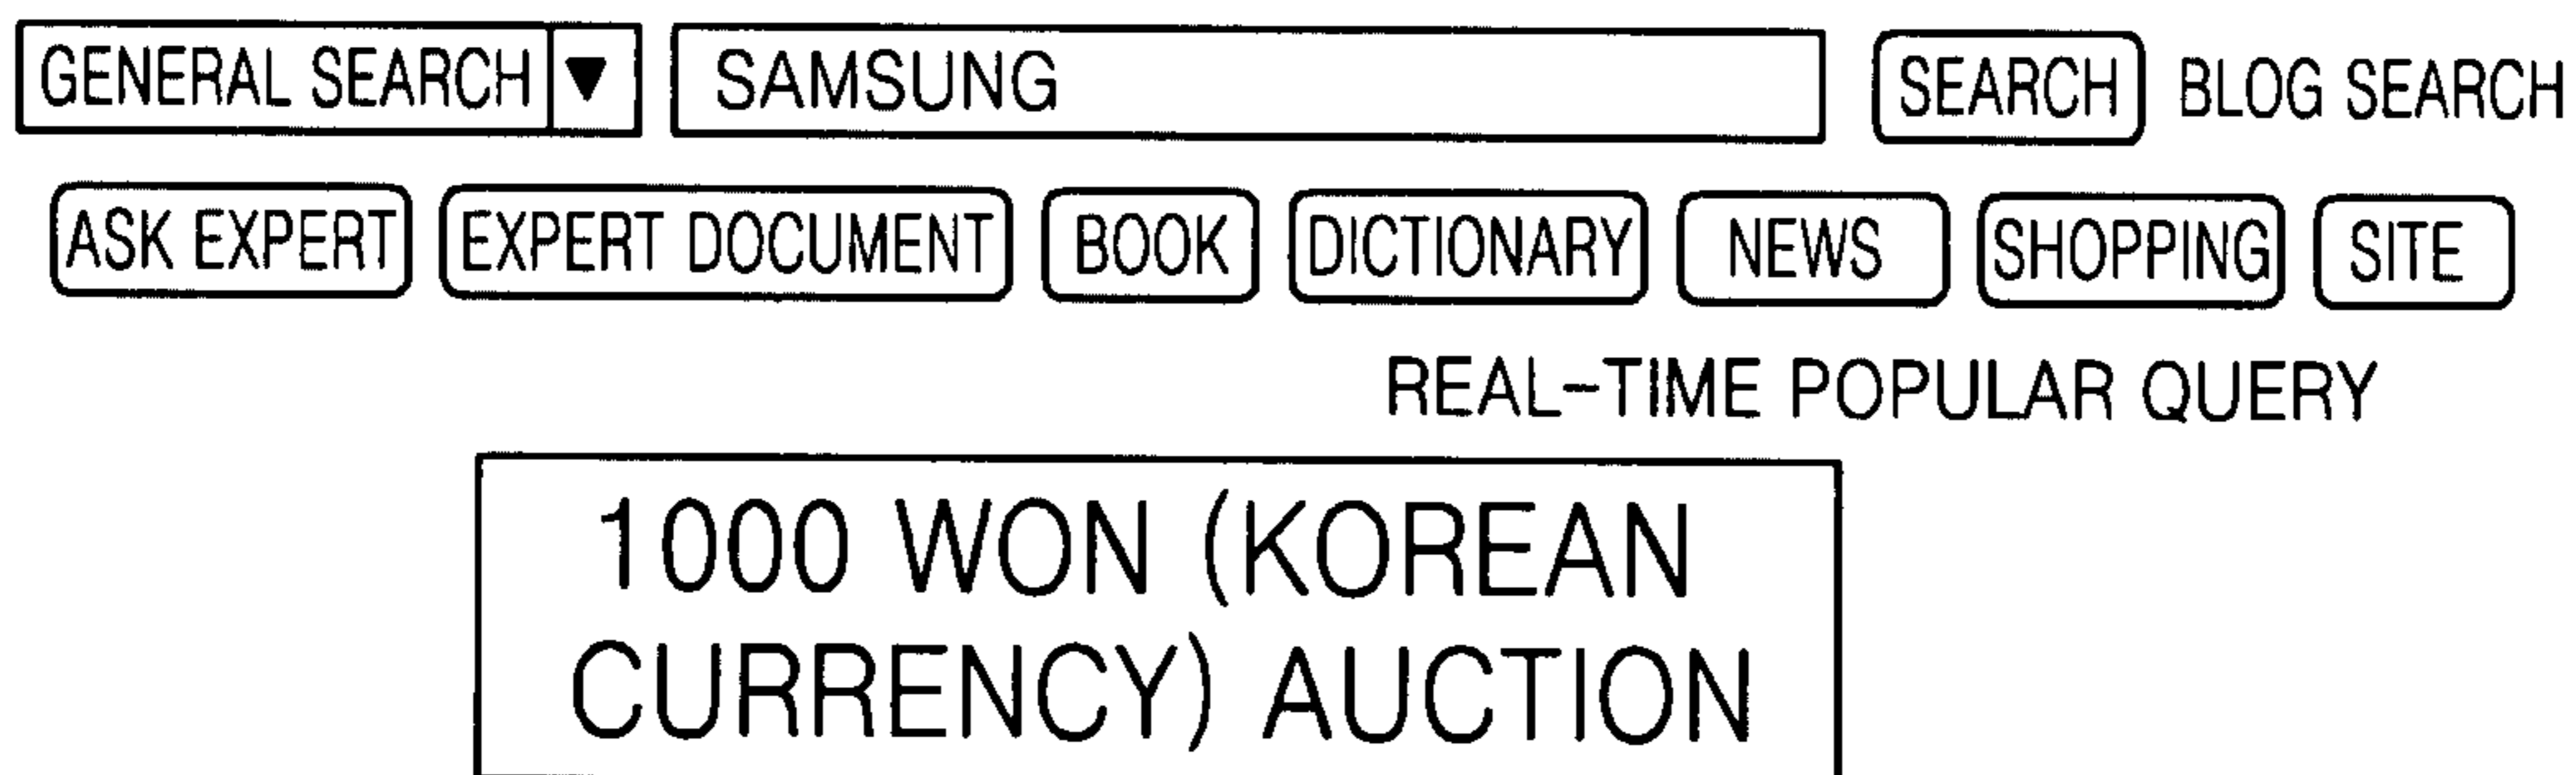 GENERAL SEARCH ▼ SAMSUNG SEARCH BLOG SEARCH
ASK EXPERT EXPERT DOCUMENT BOOK DICTIONARY NEWS SHOPPING SITE
REAL-TIME POPULAR QUERY
1000 WON (KOREAN
CURRENCY) AUCTION